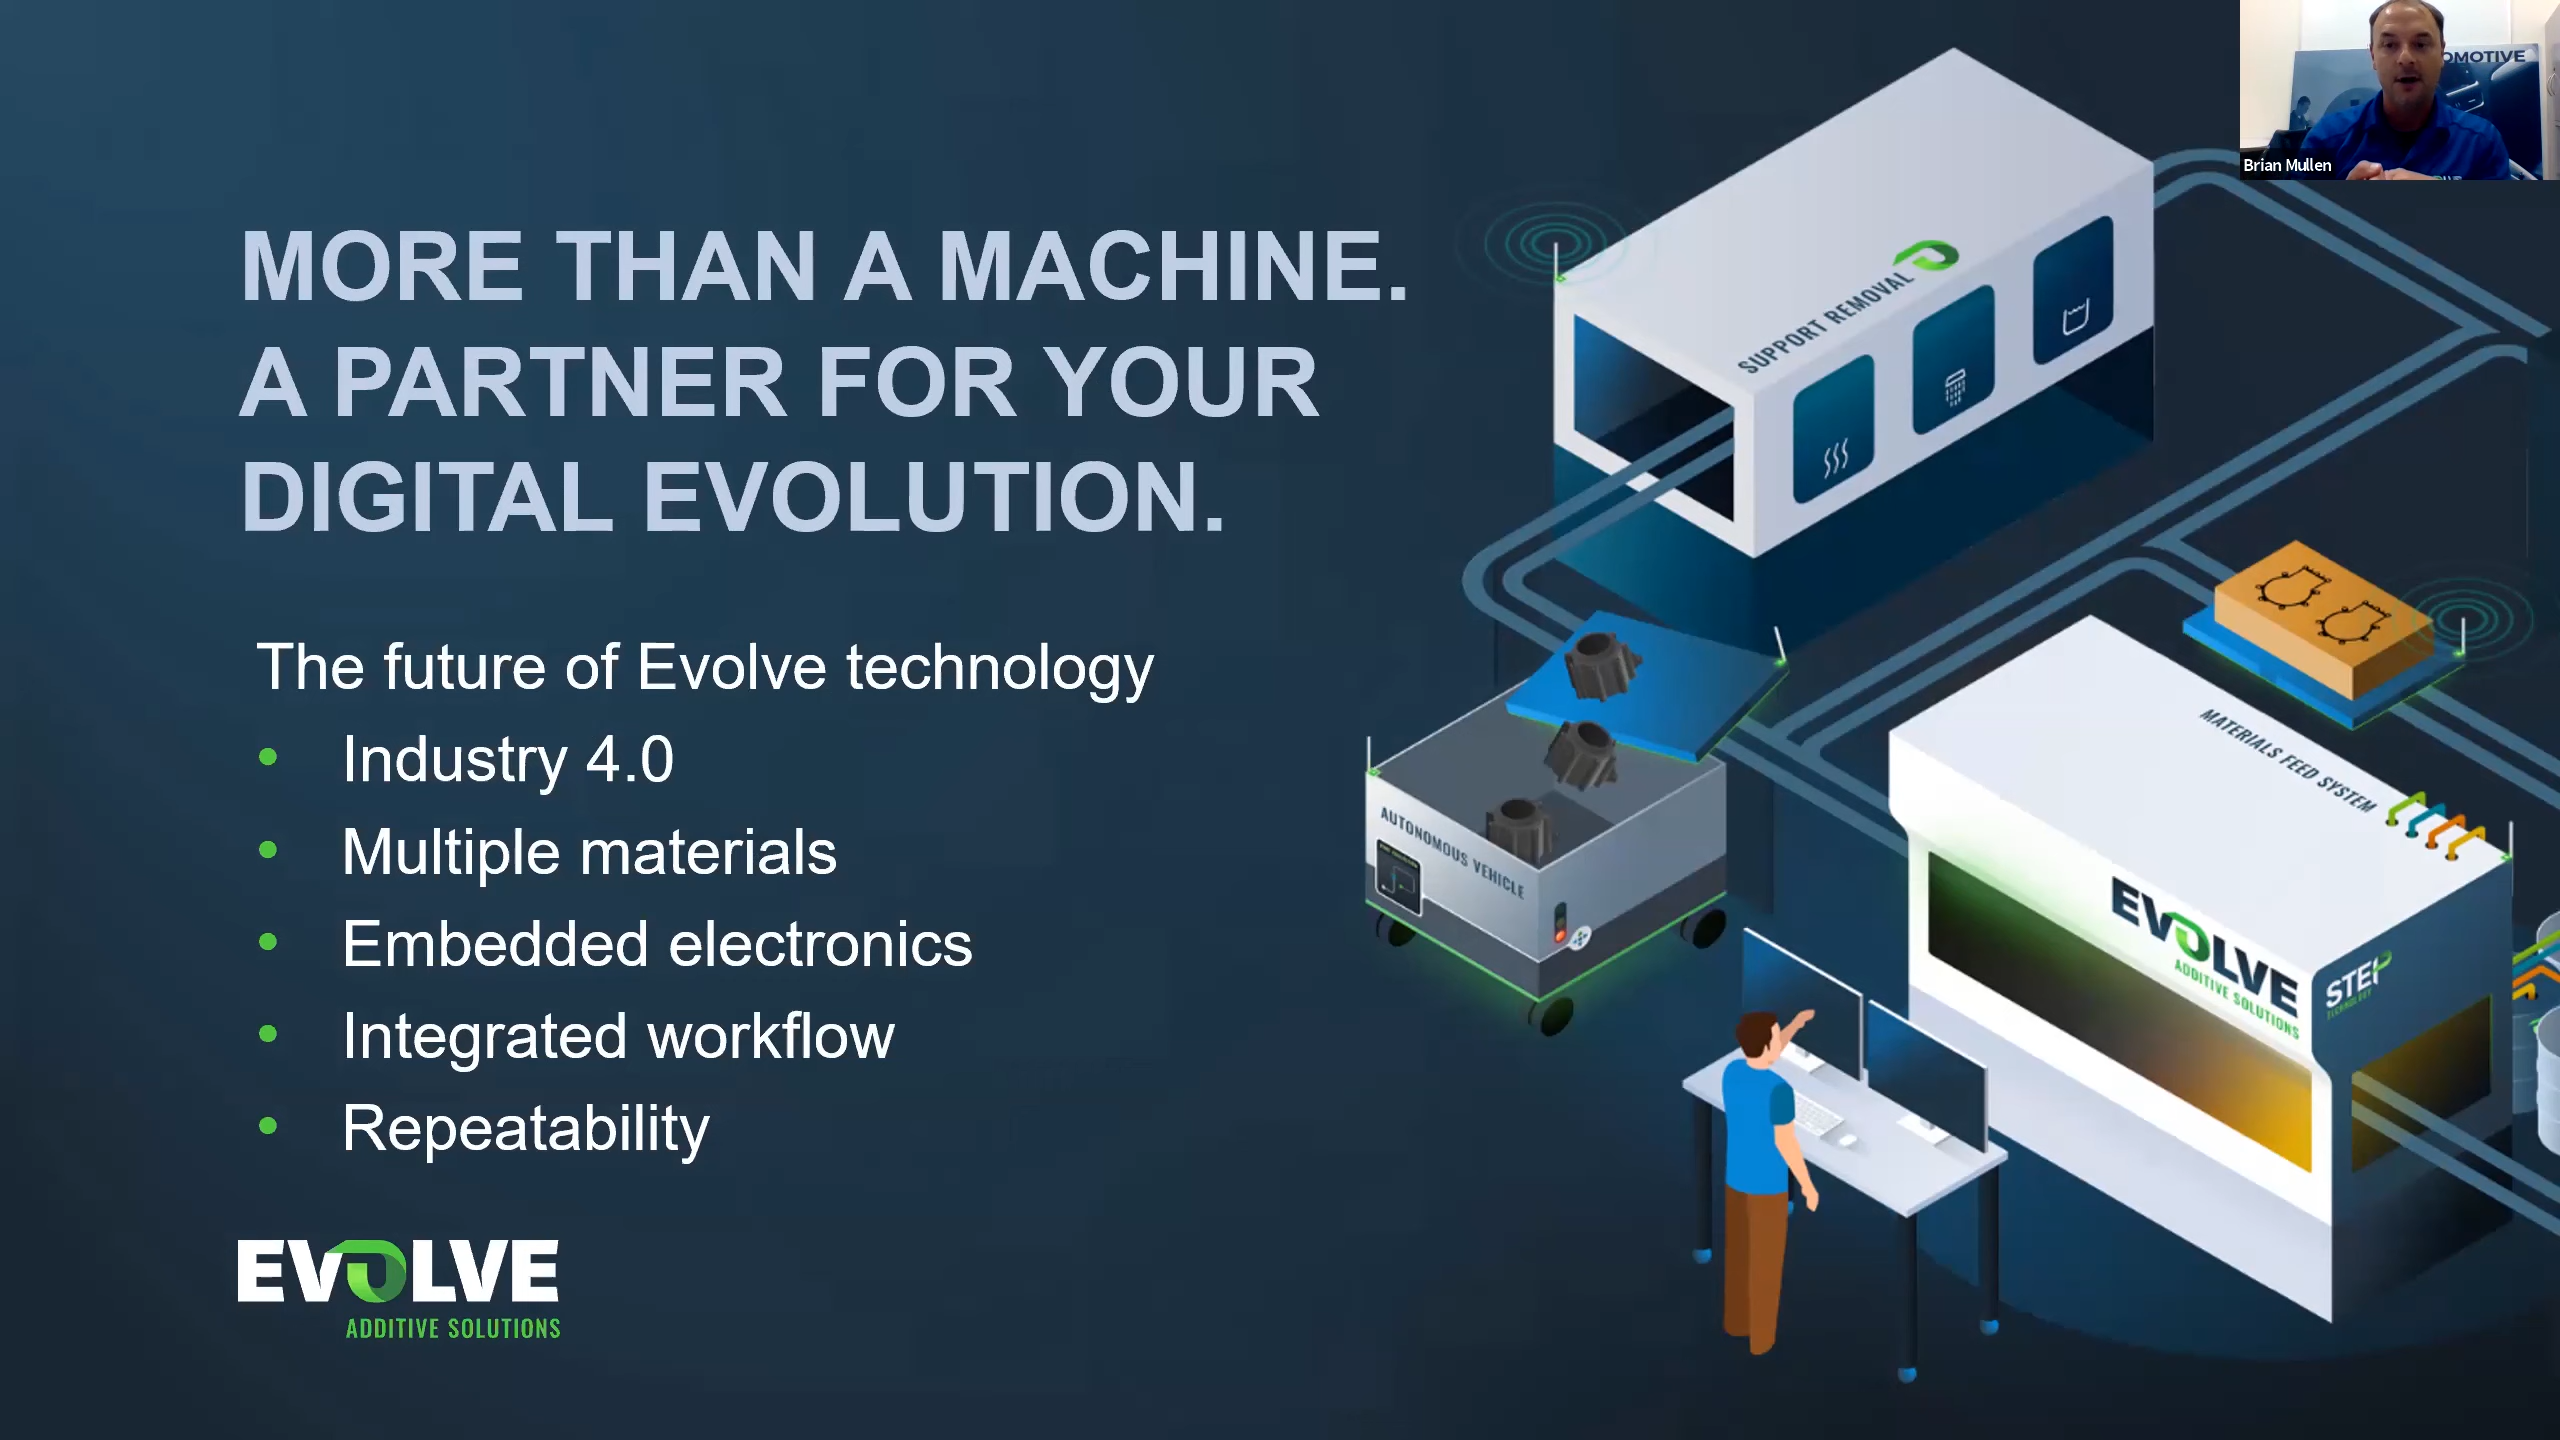 MORE THAN A MACHINE.
A PARTNER FOR YOUR
DIGITAL EVOLUTION.
The future of Evolve technology
• Industry 4.0
• Multiple materials
• Embedded electronics
• Integrated workflow
• Repeatability
EVOLVE
ADDITIVE SOLUTIONS
SUPPORT REMOVAL
AUTONOMOUS VEHICLE
MATERIALS FEED SYSTEM
EVOLVE
ADDITIVE SOLUTIONS
STEP
TECHNOLOGY
OMOTIVE
Brian Mullen